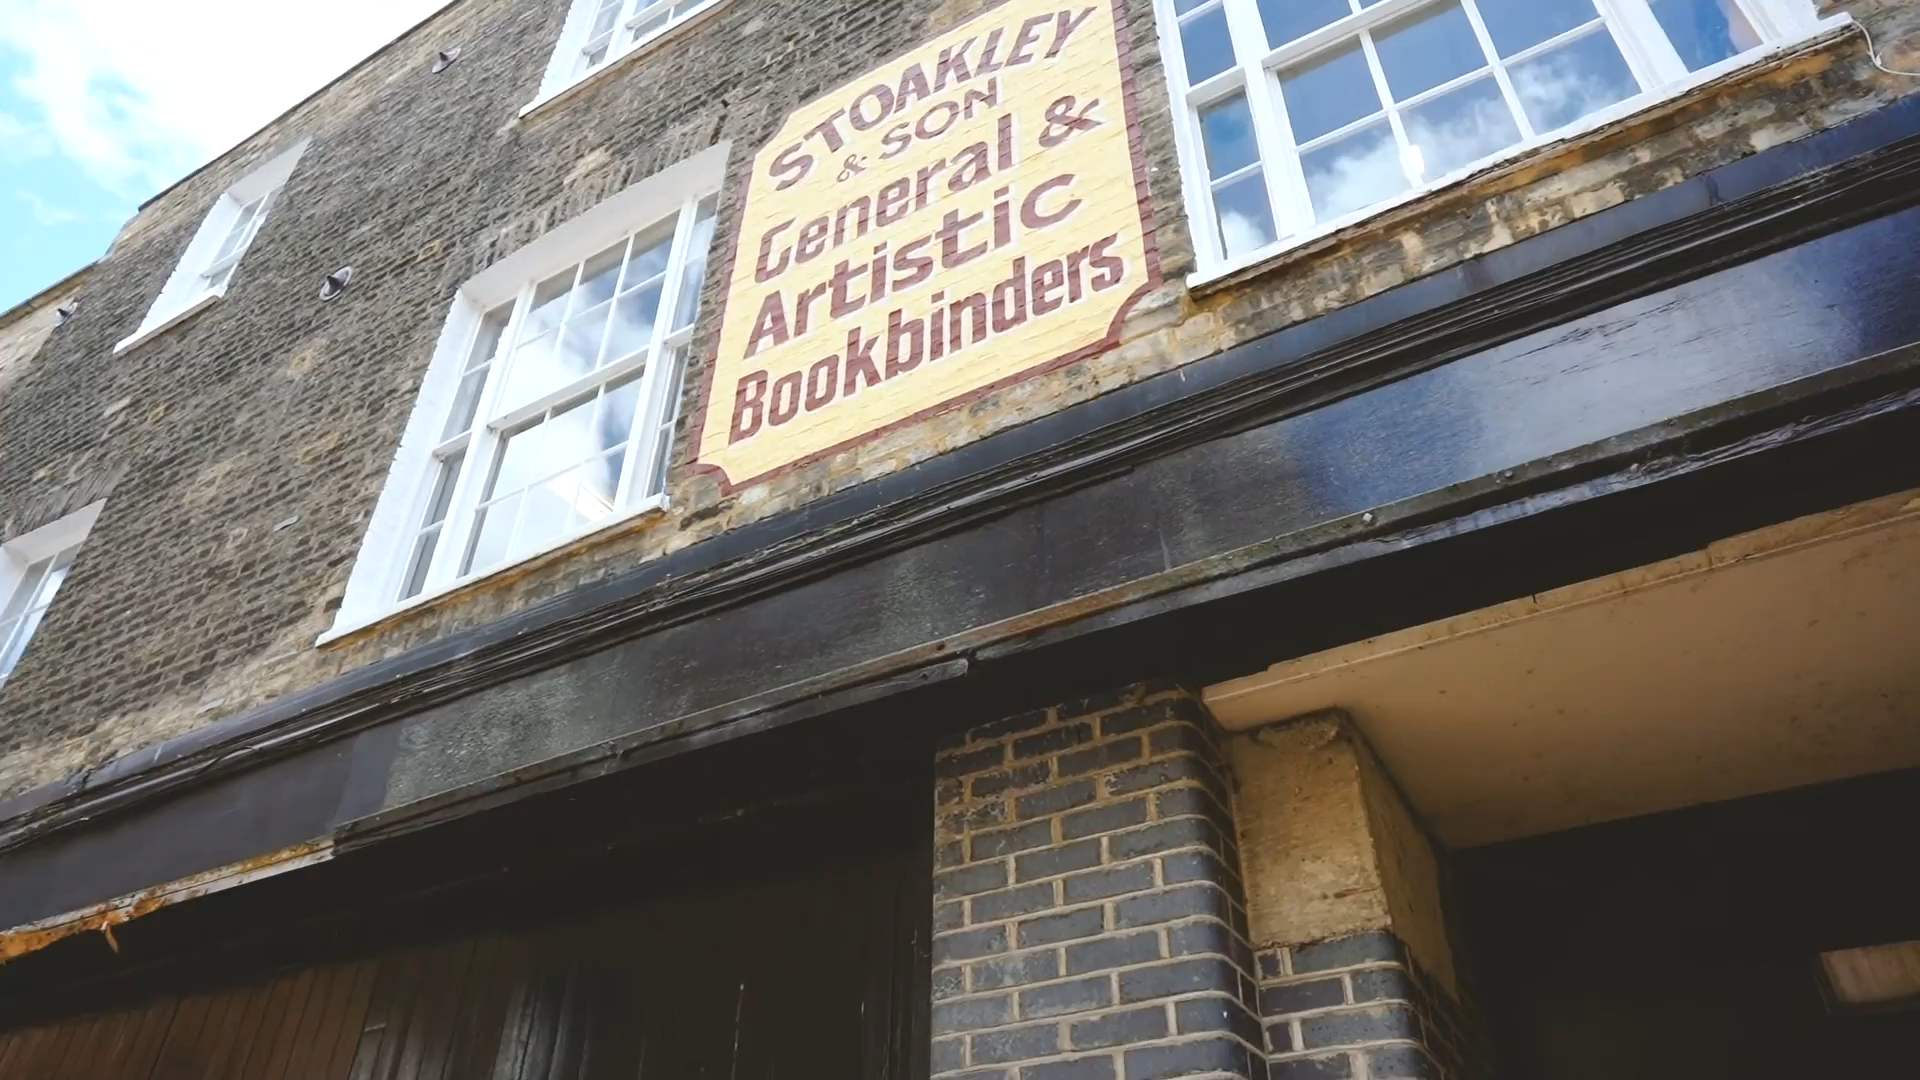 STOAKLEY
& SON
General &
Artistic
Bookbinders